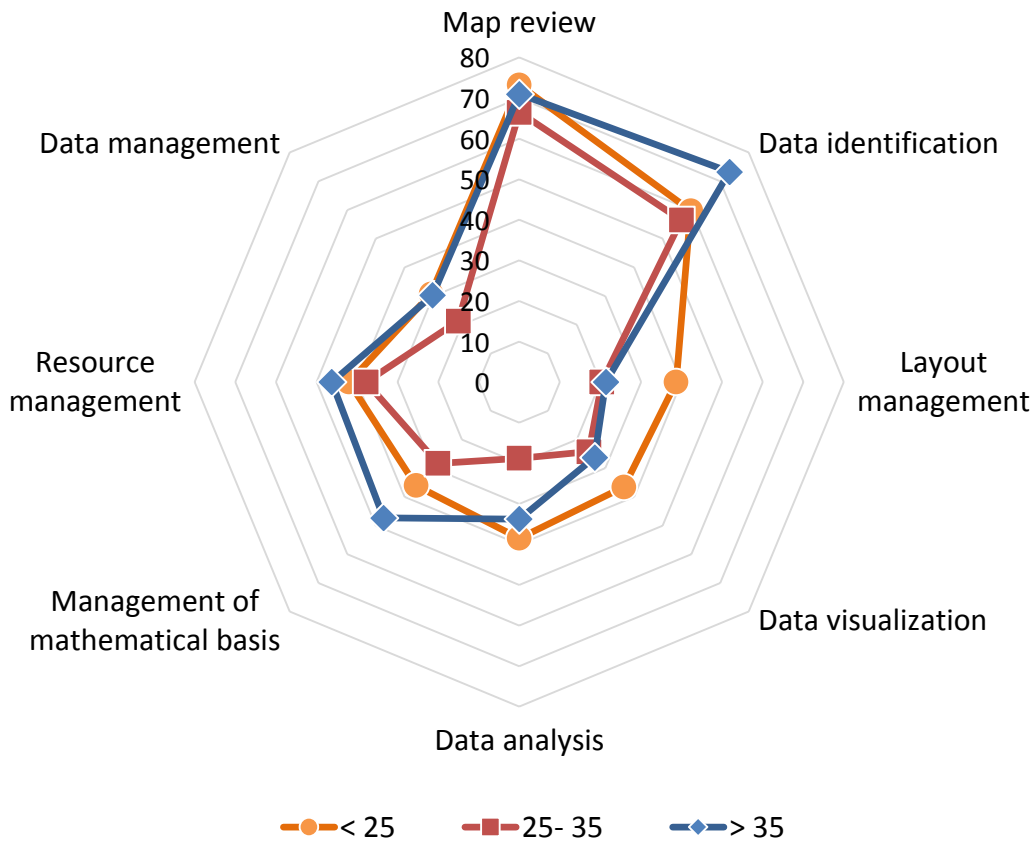 Map review
80
70
60
50
40
30
20
10
0
Data management
Data identification
Resource
management
Layout
management
Management of
mathematical basis
Data visualization
Data analysis
< 25
25- 35
> 35